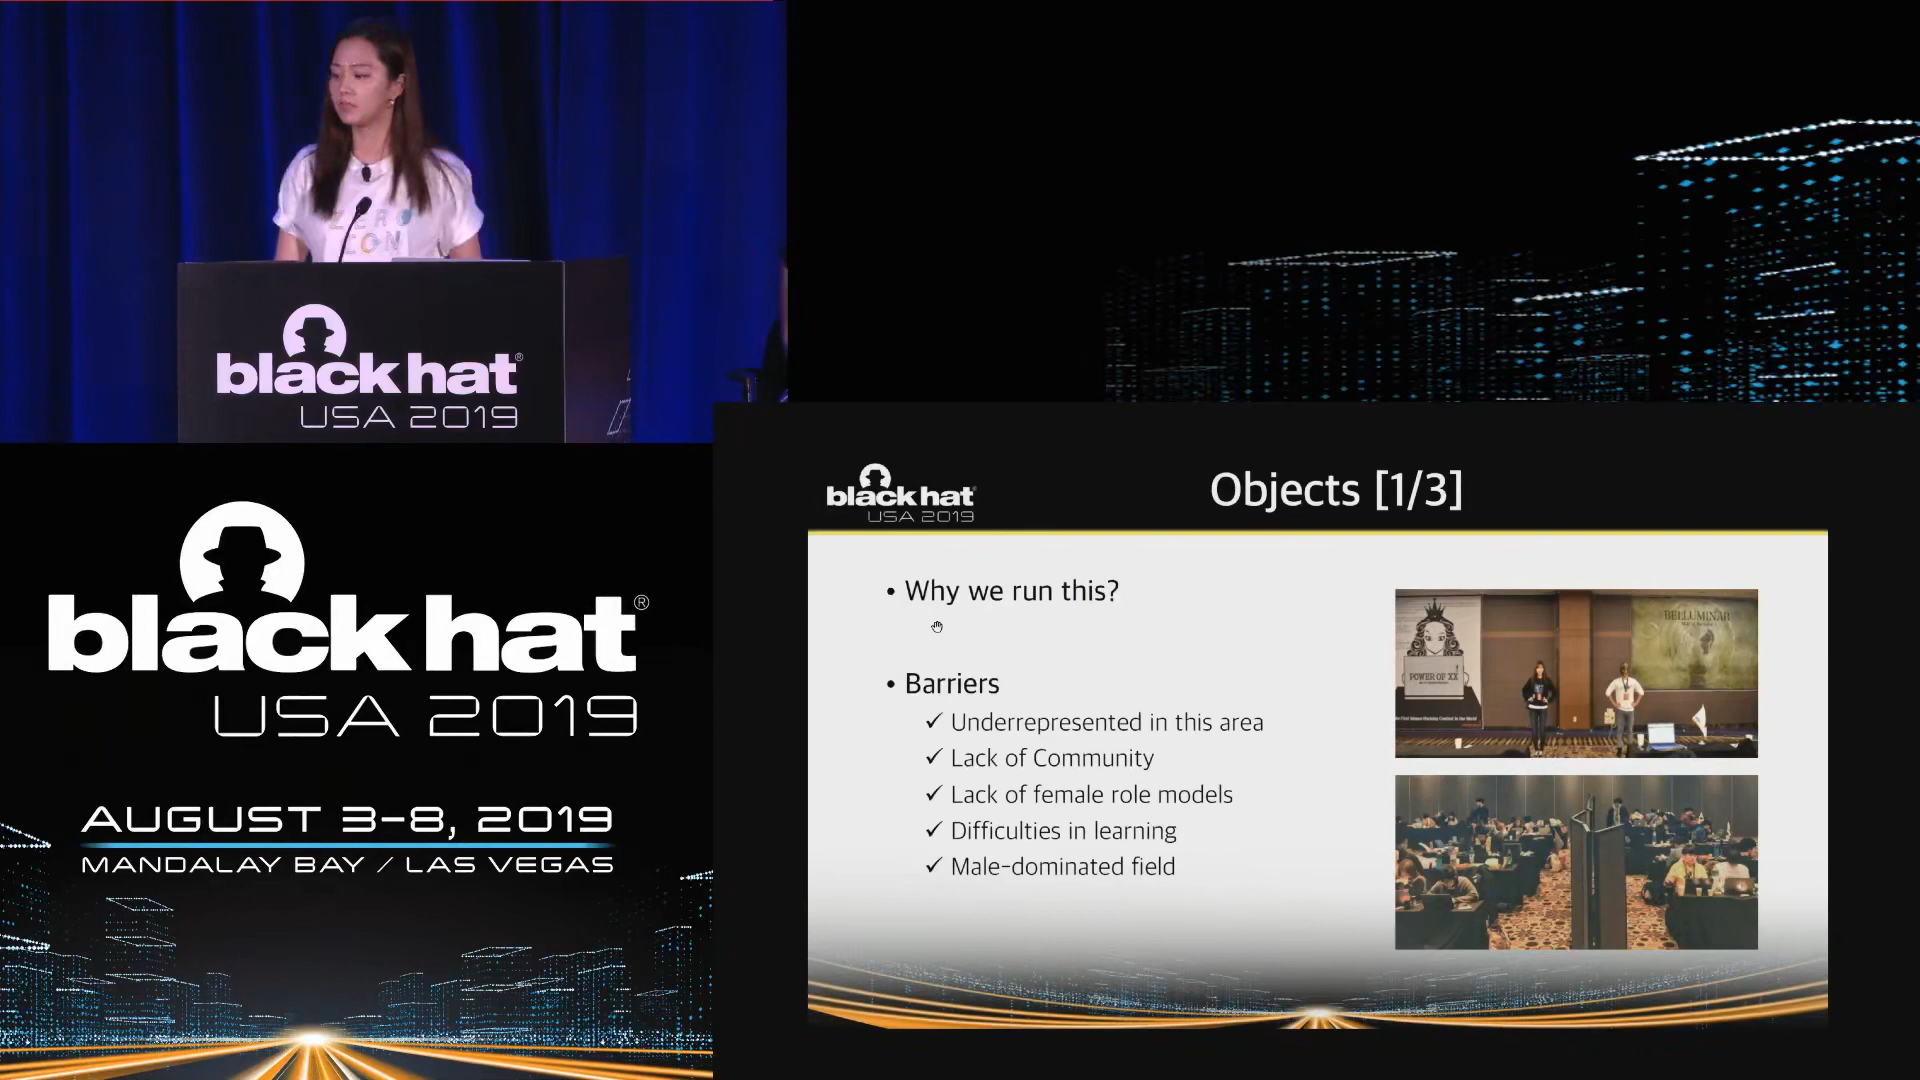 ZERO
CON
black hat®
USA 2019
black hat®
USA 2019
AUGUST 3-8, 2019
MANDALAY BAY / LAS VEGAS
black hat
USA 2019
Objects [1/3]
• Why we run this?
• Barriers
✓ Underrepresented in this area
✓ Lack of Community
✓ Lack of female role models
✓ Difficulties in learning
✓ Male-dominated field
POWER OF XX
BELLUMINAR